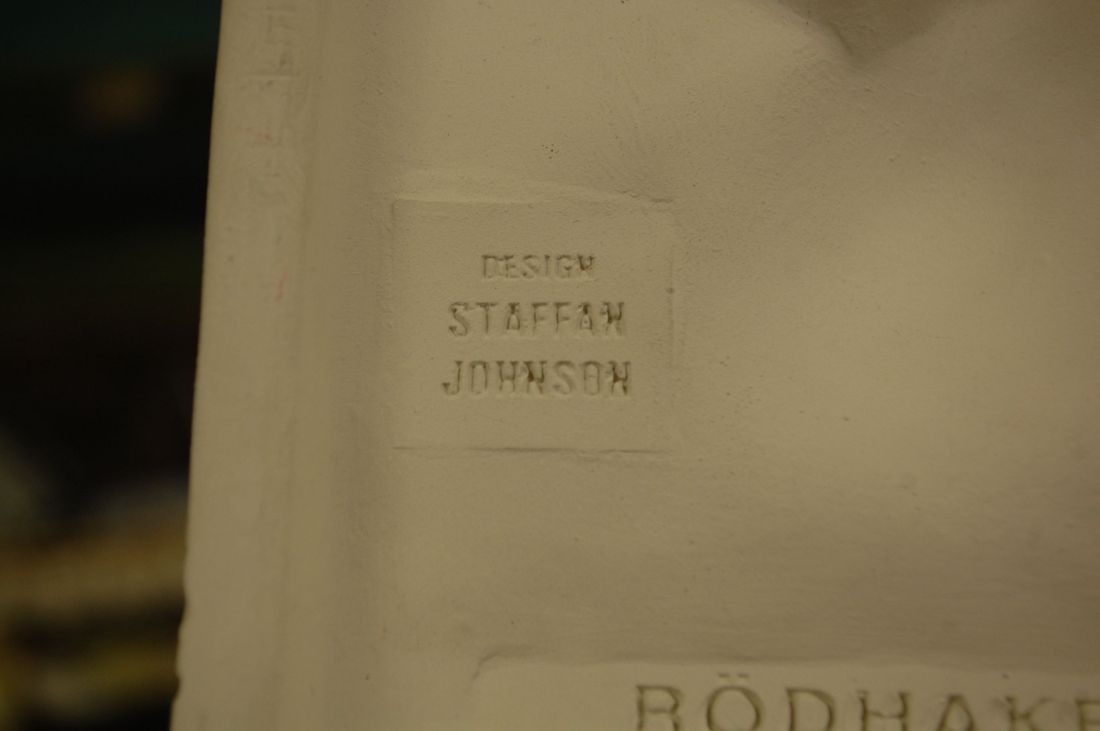 DESIGN
STAFFAN
JOHNSON
RÖDHAKE